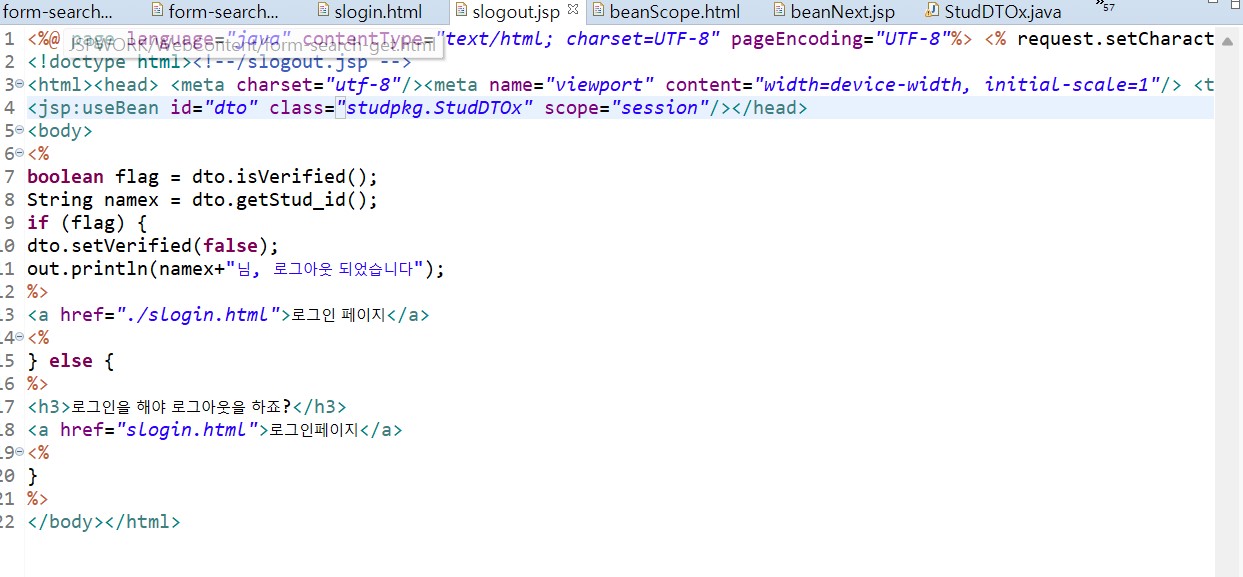 form-search... form-search... slogin.html slogout.jsp beanScope.html beanNext.jsp StudDTOx.java »57
1 <%@ page language="java" contentType="text/html; charset=UTF-8" pageEncoding="UTF-8"%> <% request.setCharact
JSPWORK/WebContent/form-search-get.html
2 <!doctype html><!--/slogout.jsp -->
3 <html><head> <meta charset="utf-8"/><meta name="viewport" content="width=device-width, initial-scale=1"/> <t
4 <jsp:useBean id="dto" class="studpkg.StudDTOx" scope="session"/></head>
5 <body>
6 <%
7 boolean flag = dto.isVerified();
8 String namex = dto.getStud_id();
9 if (flag) {
10 dto.setVerified(false);
11 out.println(namex+"님, 로그아웃 되었습니다");
12 %>
13 <a href="./slogin.html">로그인 페이지</a>
14 <%
15 } else {
16 %>
17 <h3>로그인을 해야 로그아웃을 하죠?</h3>
18 <a href="slogin.html">로그인페이지</a>
19 <%
20 }
21 %>
22 </body></html>